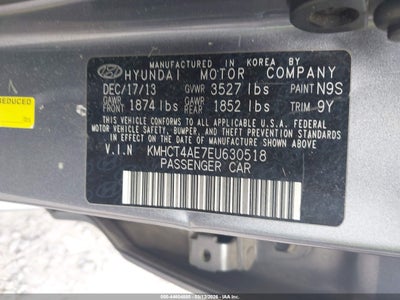 MANUFACTURED IN KOREA BY
HYUNDAI MOTOR COMPANY
DEC/17/13 GVWR 3527 lbs PAINT N9S
GAWR FRONT 1874 lbs GAWR REAR 1852 lbs TRIM 9Y
THIS VEHICLE CONFORMS TO ALL APPLICABLE U.S.
FEDERAL MOTOR VEHICLE SAFETY, BUMPER, AND
THEFT PREVENTION STANDARDS IN EFFECT ON THE
DATE OF MANUFACTURE SHOWN ABOVE.
V.I.N KMHCT4AE7EU630518
PASSENGER CAR
REDUCED